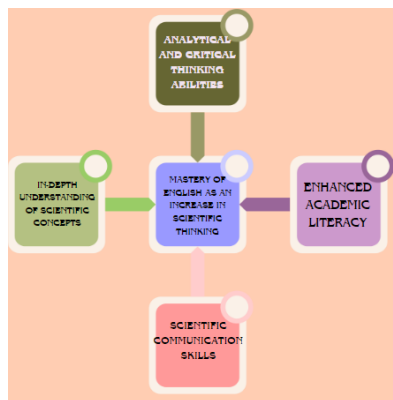 ANALYTICAL
AND CRITICAL
THINKING
ABILITIES
IN-DEPTH
UNDERSTANDING
OF SCIENTIFIC
CONCEPTS
MASTERY OF
ENGLISH AS AN
INCREASE IN
SCIENTIFIC
THINKING
ENHANCED
ACADEMIC
LITERACY
SCIENTIFIC
COMMUNICATION
SKILLS